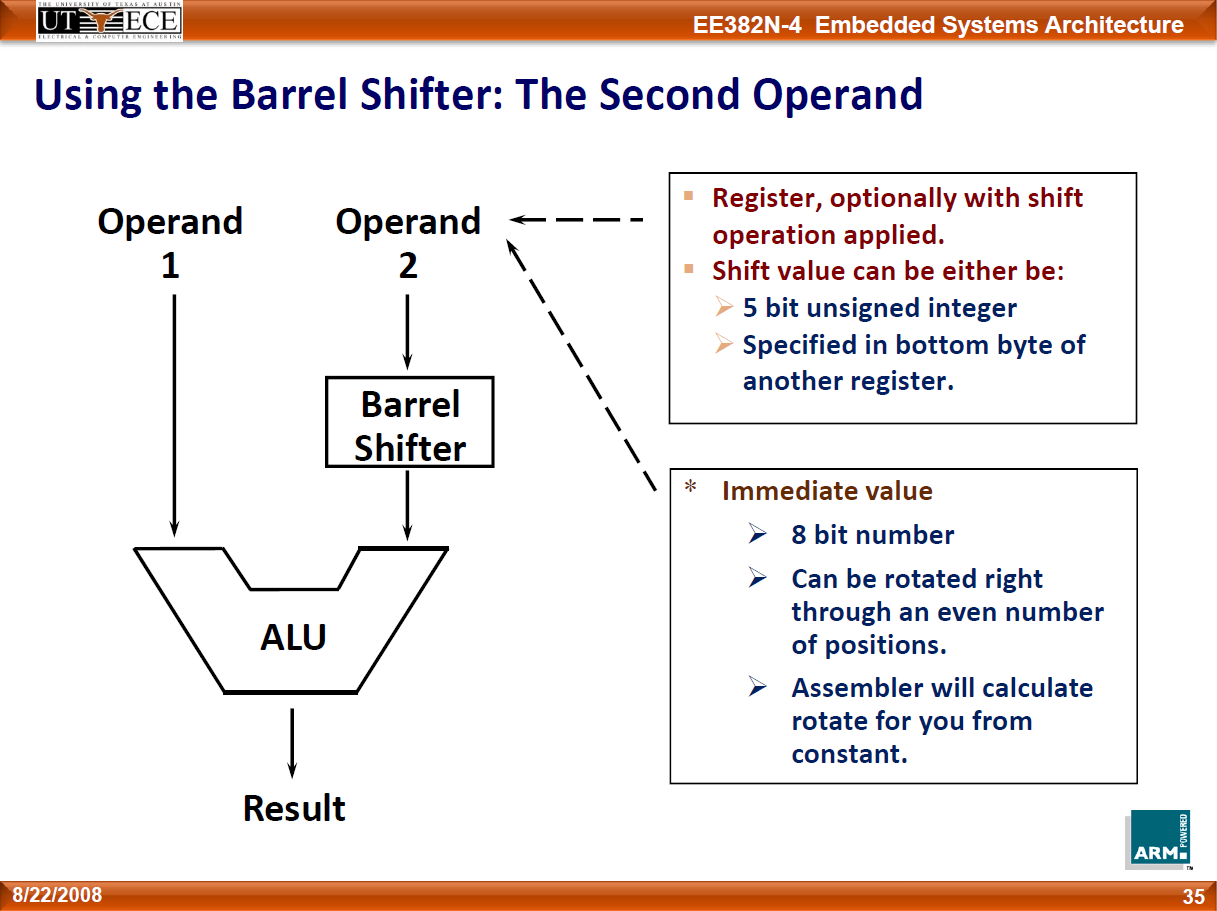 THE UNIVERSITY OF TEXAS AT AUSTIN
UT ECE
ELECTRICAL & COMPUTER ENGINEERING
EE382N-4 Embedded Systems Architecture
Using the Barrel Shifter: The Second Operand
Operand
1
Operand
2
Barrel
Shifter
ALU
Result
▪ Register, optionally with shift
operation applied.
▪ Shift value can be either be:
➢ 5 bit unsigned integer
➢ Specified in bottom byte of
another register.
* Immediate value
➢ 8 bit number
➢ Can be rotated right
through an even number
of positions.
➢ Assembler will calculate
rotate for you from
constant.
ARM
POWERED
TM
8/22/2008
35